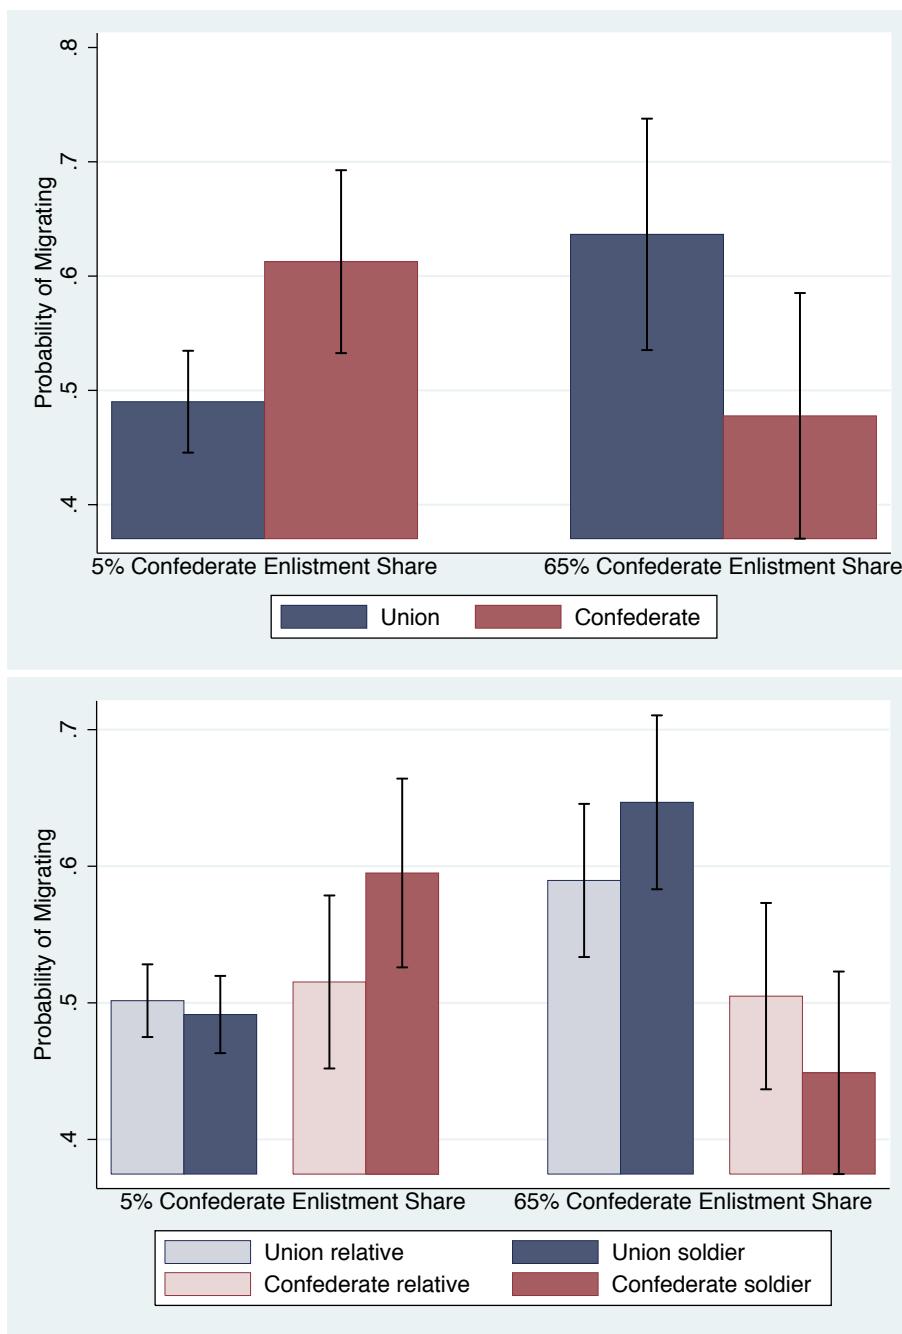 .8
.7
.6
.5
.4
Probability of Migrating
5% Confederate Enlistment Share
65% Confederate Enlistment Share
Union
Confederate
.7
.6
.5
.4
Probability of Migrating
5% Confederate Enlistment Share
65% Confederate Enlistment Share
Union relative
Union soldier
Confederate relative
Confederate soldier